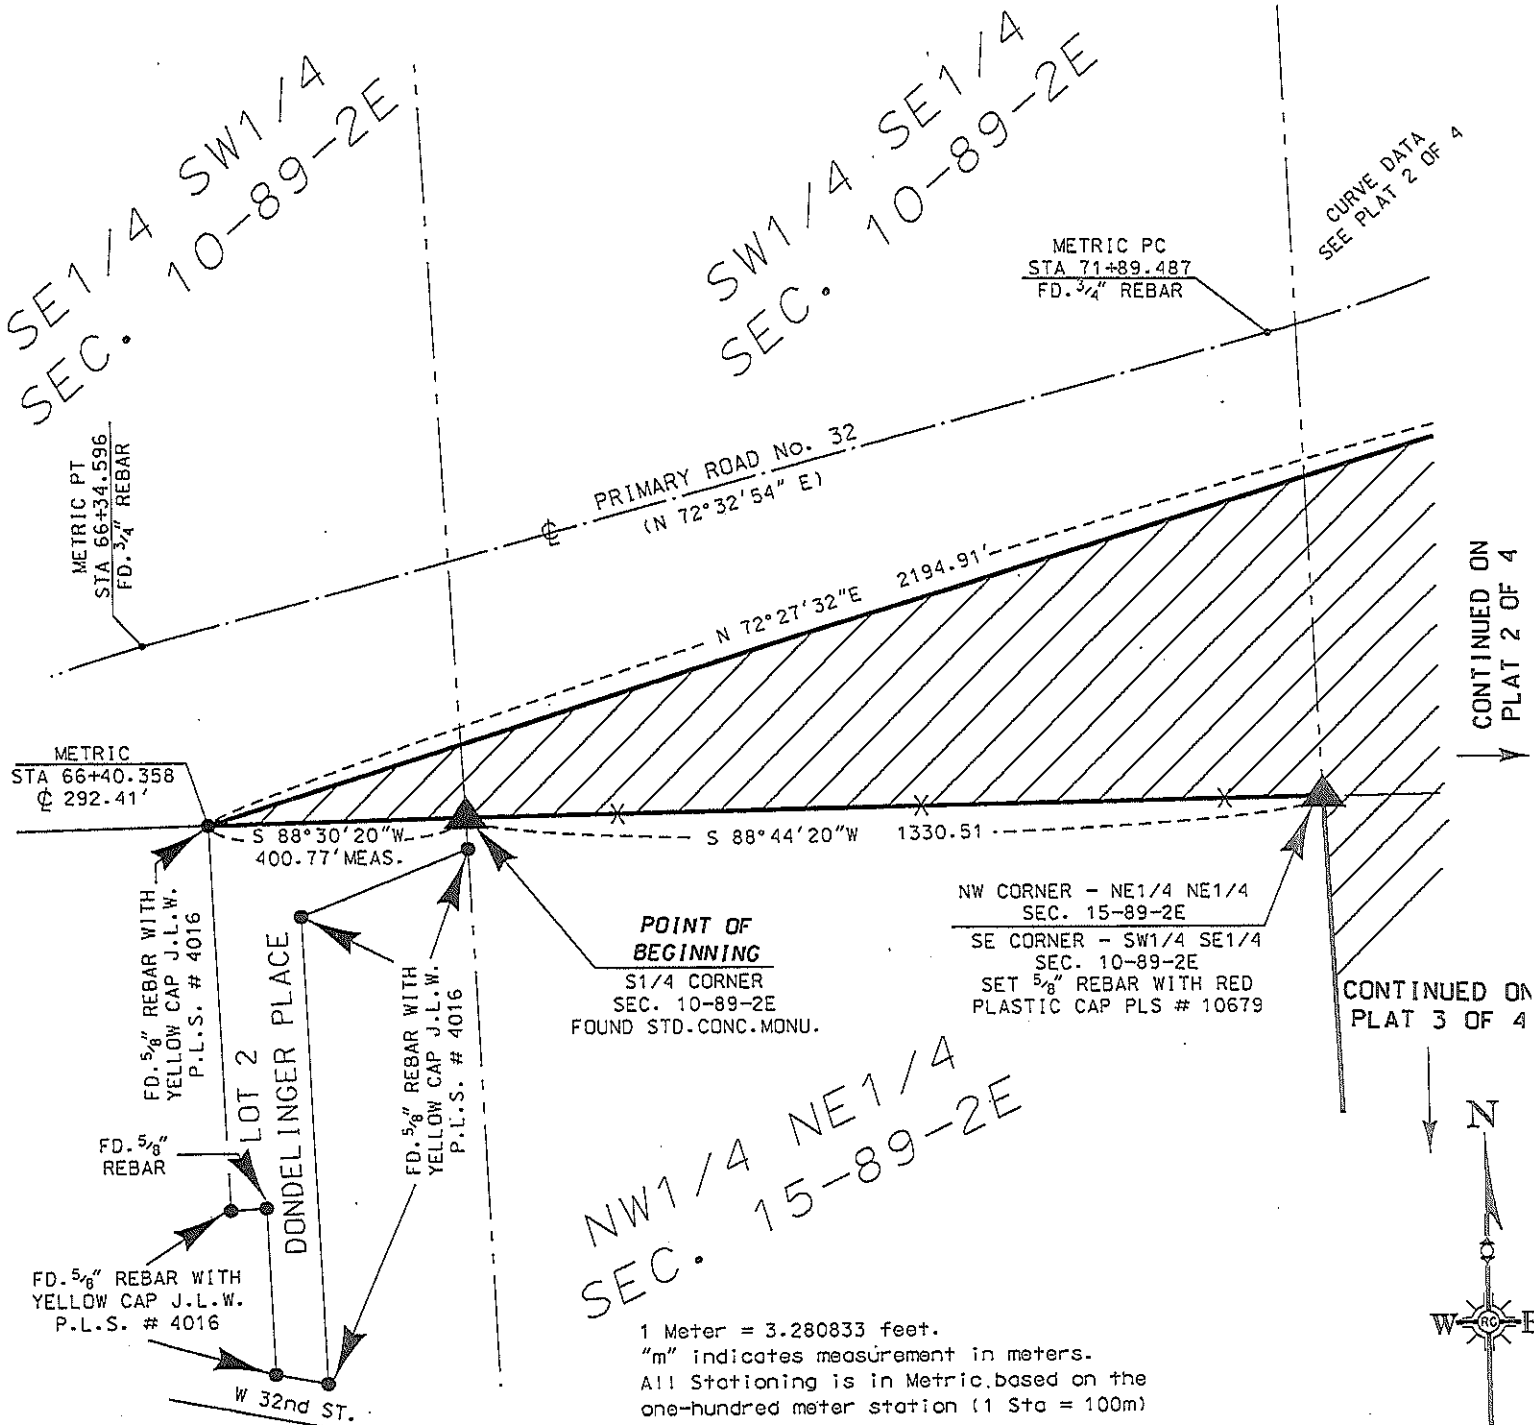 SE1/4 SW1/4
SEC. 10-89-2E
SW1/4 SE1/4
SEC. 10-89-2E
CURVE DATA
SEE PLAT 2 OF 4
METRIC PC
STA 71+89.487
FD. 3/4" REBAR
METRIC PT
STA 66+34.596
FD. 3/4" REBAR
PRIMARY ROAD No. 32
(N 72°32'54" E)
℄
N 72°27'32"E 2194.91'
CONTINUED ON
PLAT 2 OF 4
METRIC
STA 66+40.358
℄ 292.41'
S 88°30'20"W
400.77' MEAS.
S 88°44'20"W 1330.51
FD. 5/8" REBAR WITH
YELLOW CAP J.L.W.
P.L.S. # 4016
LOT 2
DONDELINGER PLACE
FD. 5/8" REBAR WITH
YELLOW CAP J.L.W.
P.L.S. # 4016
POINT OF
BEGINNING
S1/4 CORNER
SEC. 10-89-2E
FOUND STD.CONC.MONU.
NW CORNER - NE1/4 NE1/4
SEC. 15-89-2E
SE CORNER - SW1/4 SE1/4
SEC. 10-89-2E
SET 5/8" REBAR WITH RED
PLASTIC CAP PLS # 10679
CONTINUED ON
PLAT 3 OF 4
FD. 5/8"
REBAR
NW1/4 NE1/4
SEC. 15-89-2E
FD. 5/8" REBAR WITH
YELLOW CAP J.L.W.
P.L.S. # 4016
W 32nd ST.
1 Meter = 3.280833 feet.
"m" indicates measurement in meters.
All Stationing is in Metric, based on the
one-hundred meter station (1 Sta = 100m)
N
W RC E